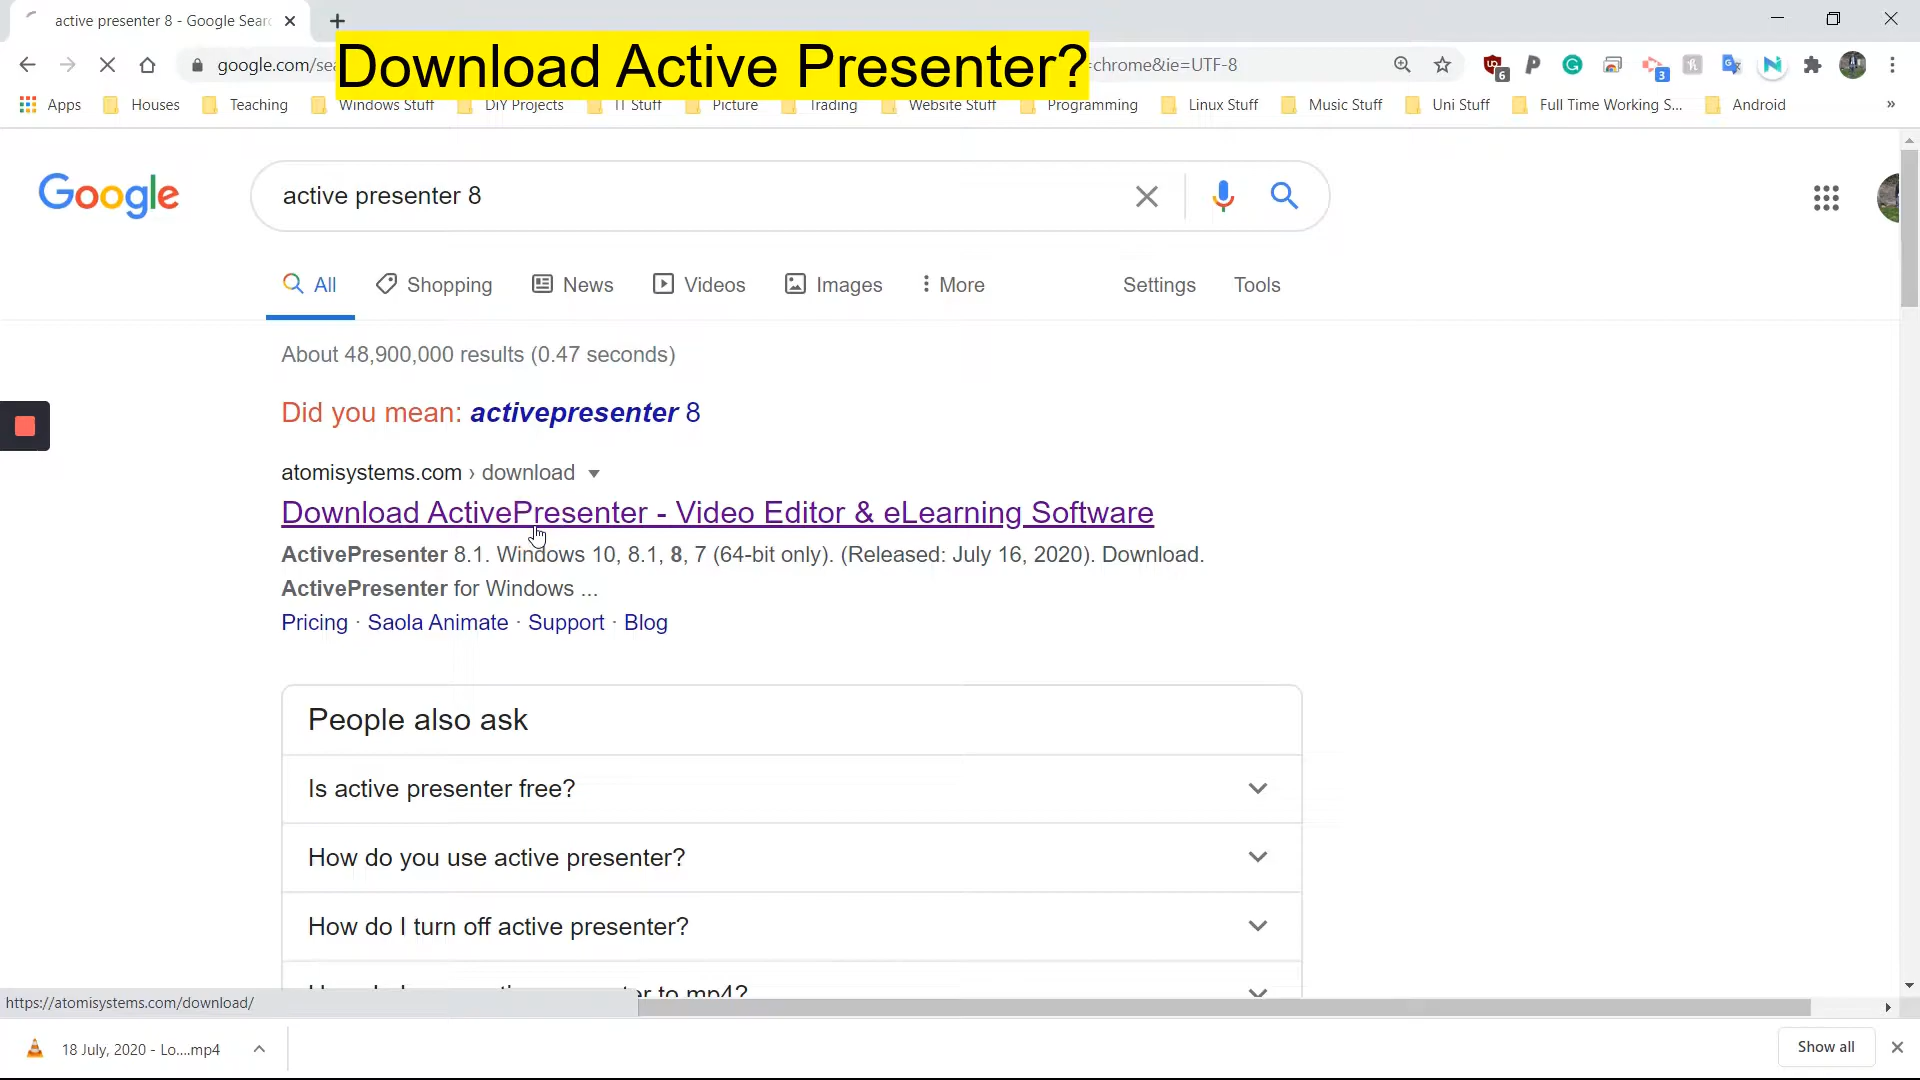 active presenter 8 - Google Sear
Download Active Presenter?
google.com/sea
=chrome&ie=UTF-8
6
3
Apps
Houses
Teaching
Windows Stuff
DIY Projects
IT Stuff
Picture
Trading
Website Stuff
Programming
Linux Stuff
Music Stuff
Uni Stuff
Full Time Working S...
Android
»
Google
active presenter 8
All
Shopping
News
Videos
Images
More
Settings
Tools
About 48,900,000 results (0.47 seconds)
Did you mean: activepresenter 8
atomisystems.com › download
Download ActivePresenter - Video Editor & eLearning Software
ActivePresenter 8.1. Windows 10, 8.1, 8, 7 (64-bit only). (Released: July 16, 2020). Download.
ActivePresenter for Windows ...
Pricing · Saola Animate · Support · Blog
People also ask
Is active presenter free?
How do you use active presenter?
How do I turn off active presenter?
to mp4?
https://atomisystems.com/download/
18 July, 2020 - Lo....mp4
Show all